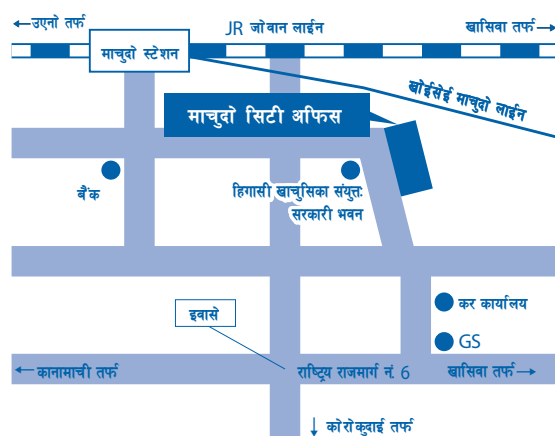 ← उएनो तर्फ
JR जोवान लाईन
खासिवा तर्फ →
माचुदो स्टेशन
खोईसेई माचुदो लाईन
माचुदो सिटी अफिस
बैंक
हिगासी खाचुसिका संयुक्त:
सरकारी भवन
कर कार्यालय
इवासे
GS
← कानामाची तर्फ
राष्ट्रिय राजमार्ग नं. 6
खासिवा तर्फ →
↓ कोरोकुदाई तर्फ